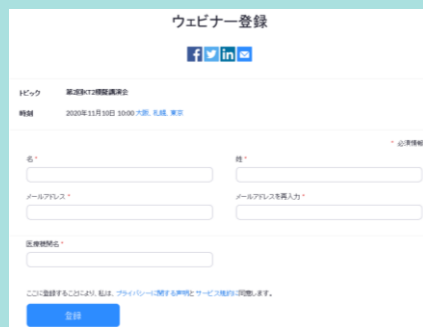 ウェビナー登録
トピック 第2回KT2模擬講演会
時刻 2020年11月10日 10:00 大阪, 札幌, 東京
* 必須情報
名 * 姓 *
メールアドレス * メールアドレスを再入力 *
医療機関名 *
ここに登録することにより、私は、プライバシーに関する声明とサービス規約に同意します。
登録